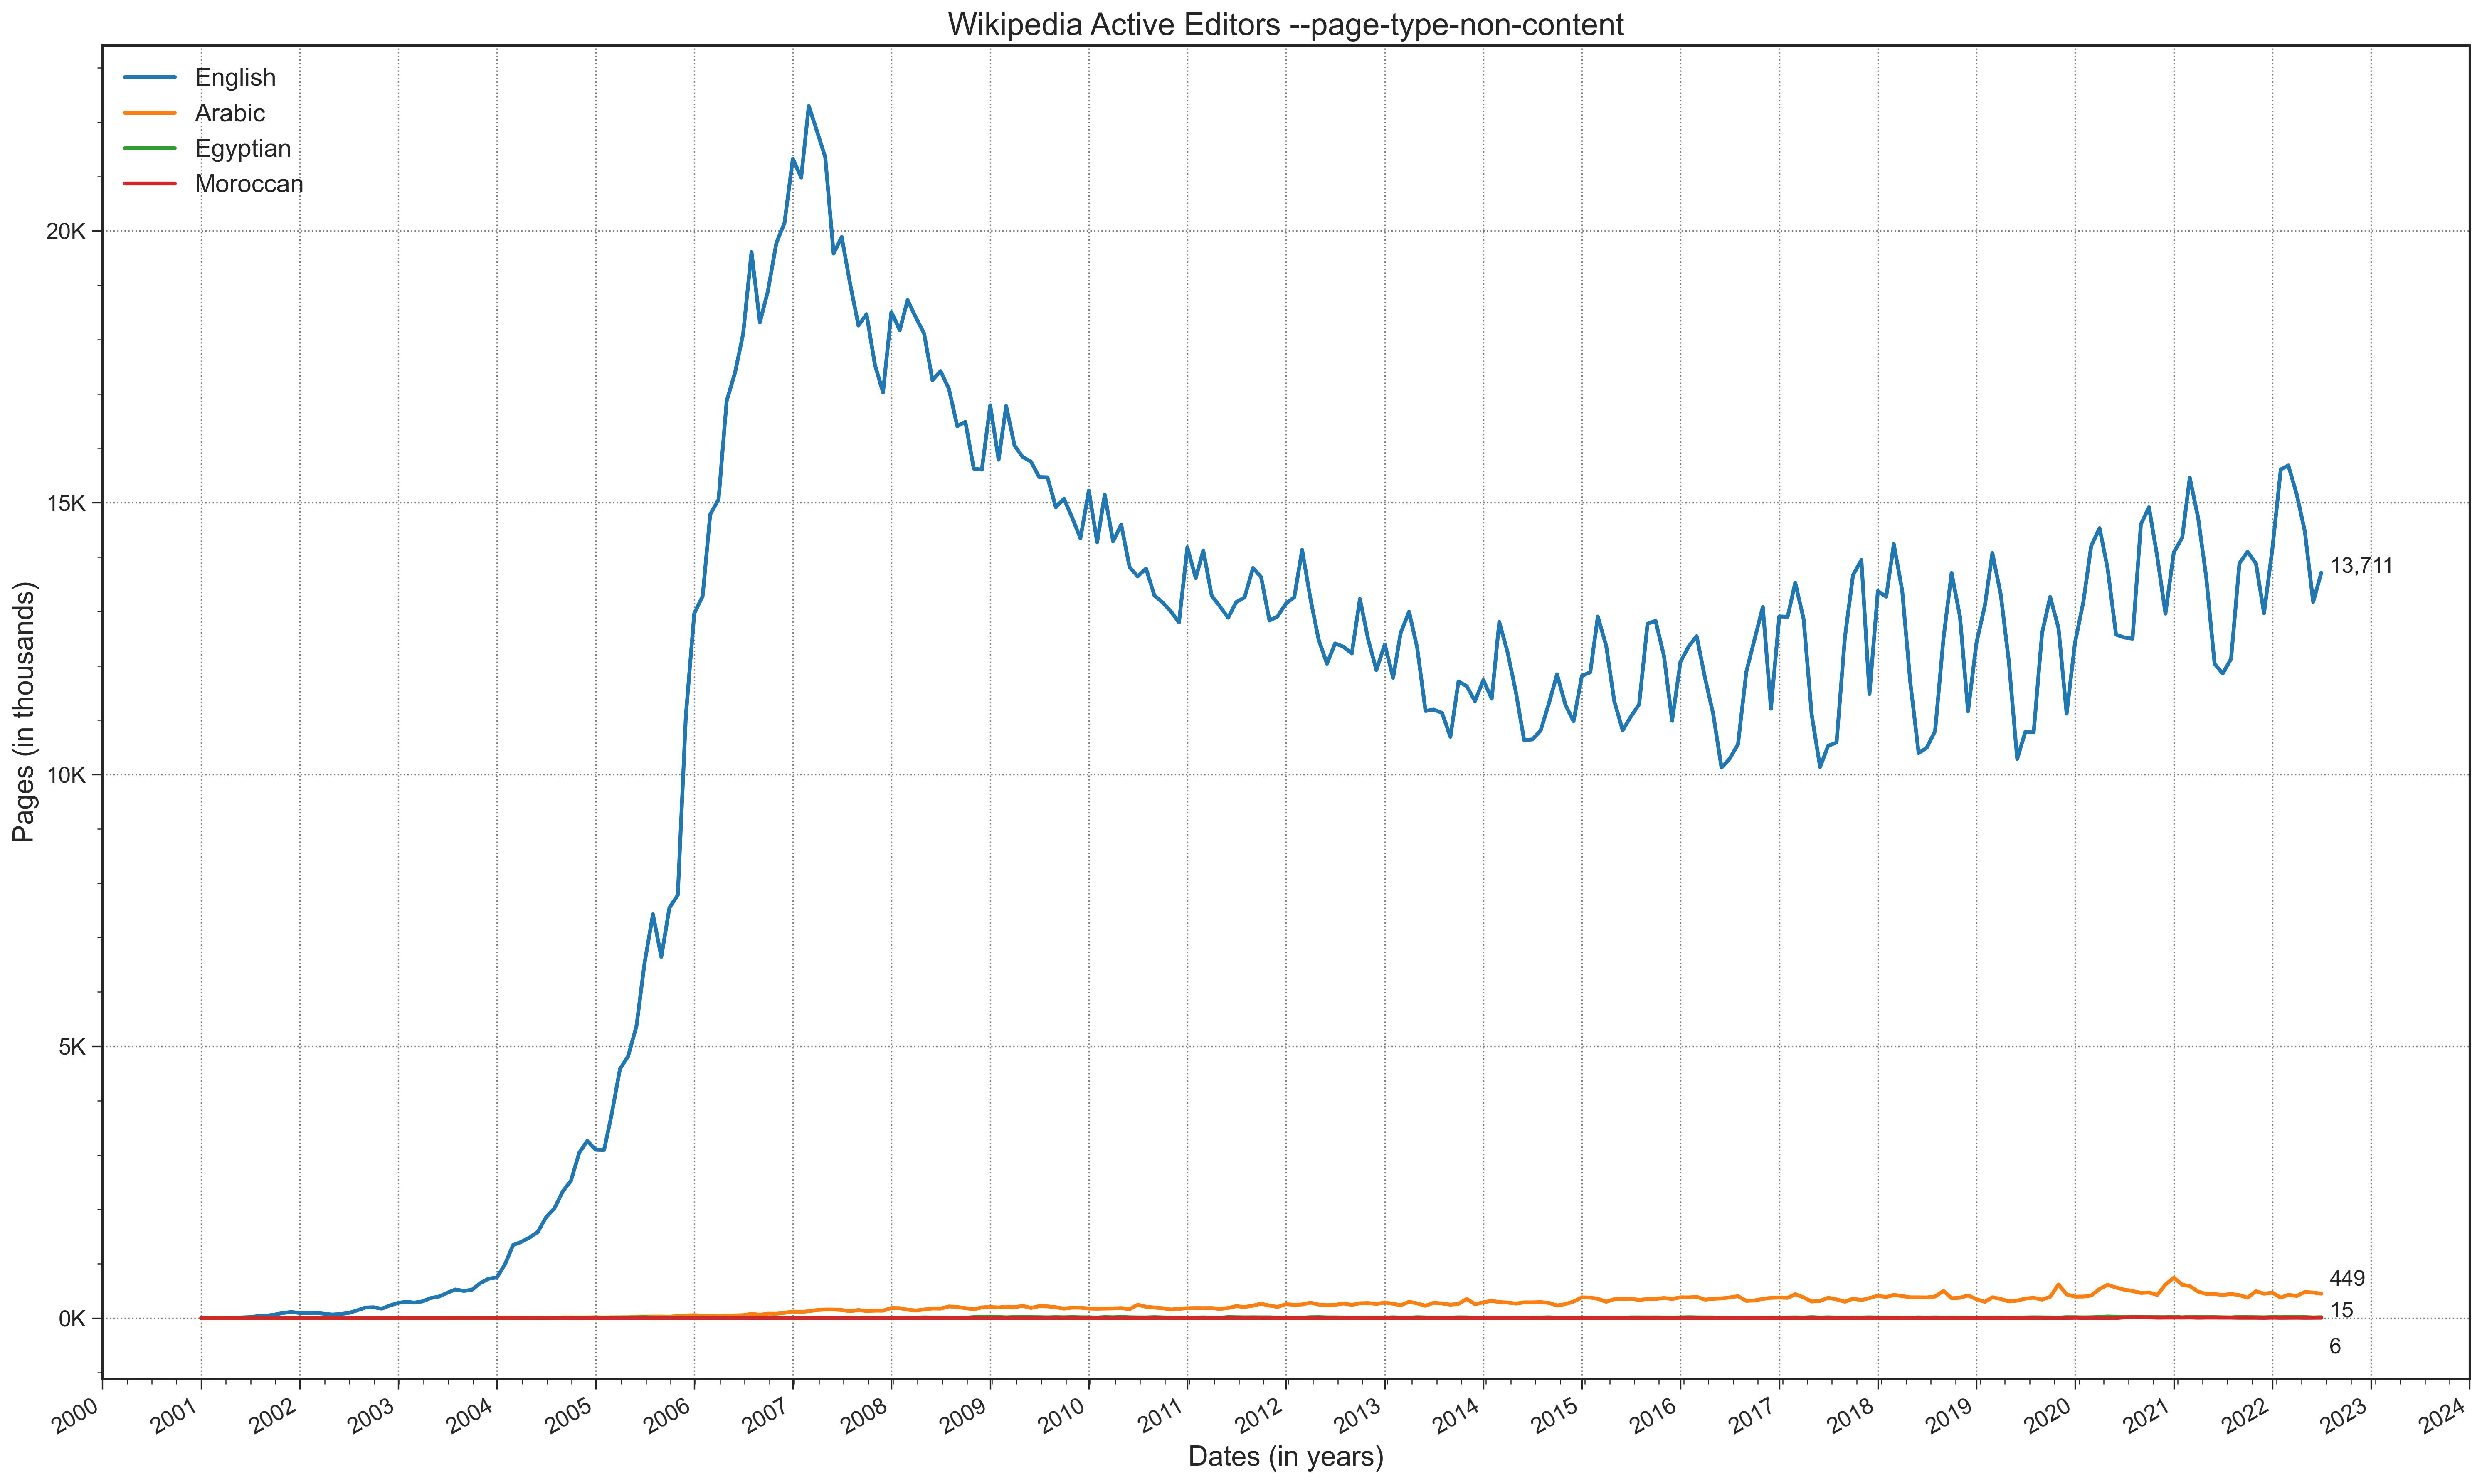 Wikipedia Active Editors --page-type-non-content
English
Arabic
Egyptian
Moroccan
20K
15K
10K
5K
0K
Pages (in thousands)
13,711
449
15
6
2000 2001 2002 2003 2004 2005 2006 2007 2008 2009 2010 2011 2012 2013 2014 2015 2016 2017 2018 2019 2020 2021 2022 2023 2024
Dates (in years)